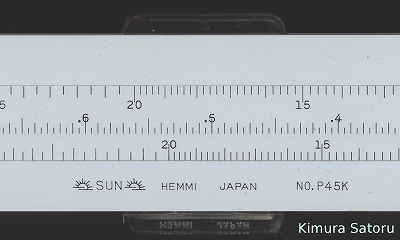 5 20 15
.6 .5 .4
20 15
SUN HEMMI JAPAN NO.P45K
Kimura Satoru